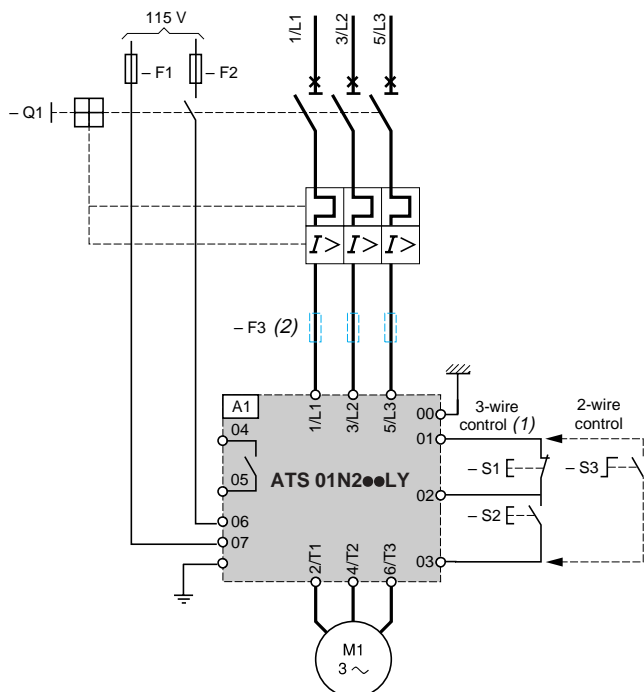 115 V
1/L1
3/L2
5/L3
– F1
– F2
– Q1
I>
I>
I>
– F3 (2)
A1
1/L1
3/L2
5/L3
00
3-wire
control (1)
2-wire
control
04
01
ATS 01N2●●LY
– S1
– S3
05
02
– S2
06
07
03
2/T1
4/T2
6/T3
M1
3 ~